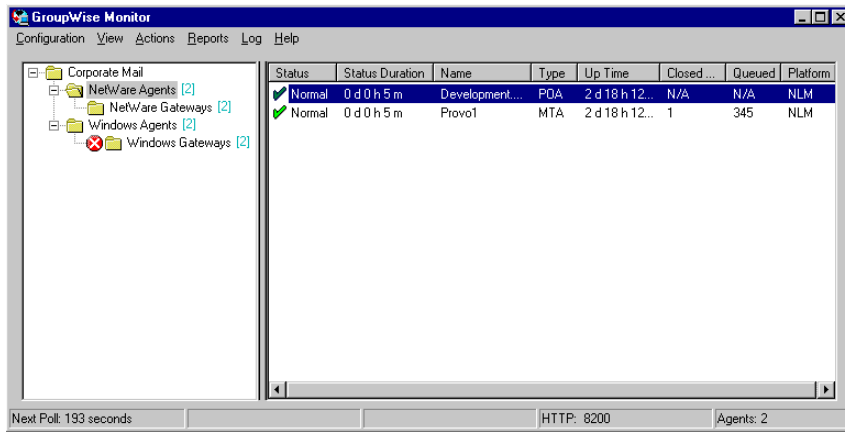 GroupWise Monitor
Configuration View Actions Reports Log Help
Corporate Mail
NetWare Agents [2]
NetWare Gateways [2]
Windows Agents [2]
Windows Gateways [2]
Status Status Duration Name Type Up Time Closed ... Queued Platform
Normal 0 d 0 h 5 m Development.... POA 2 d 18 h 12... N/A N/A NLM
Normal 0 d 0 h 5 m Provo1 MTA 2 d 18 h 12... 1 345 NLM
Next Poll: 193 seconds HTTP: 8200 Agents: 2